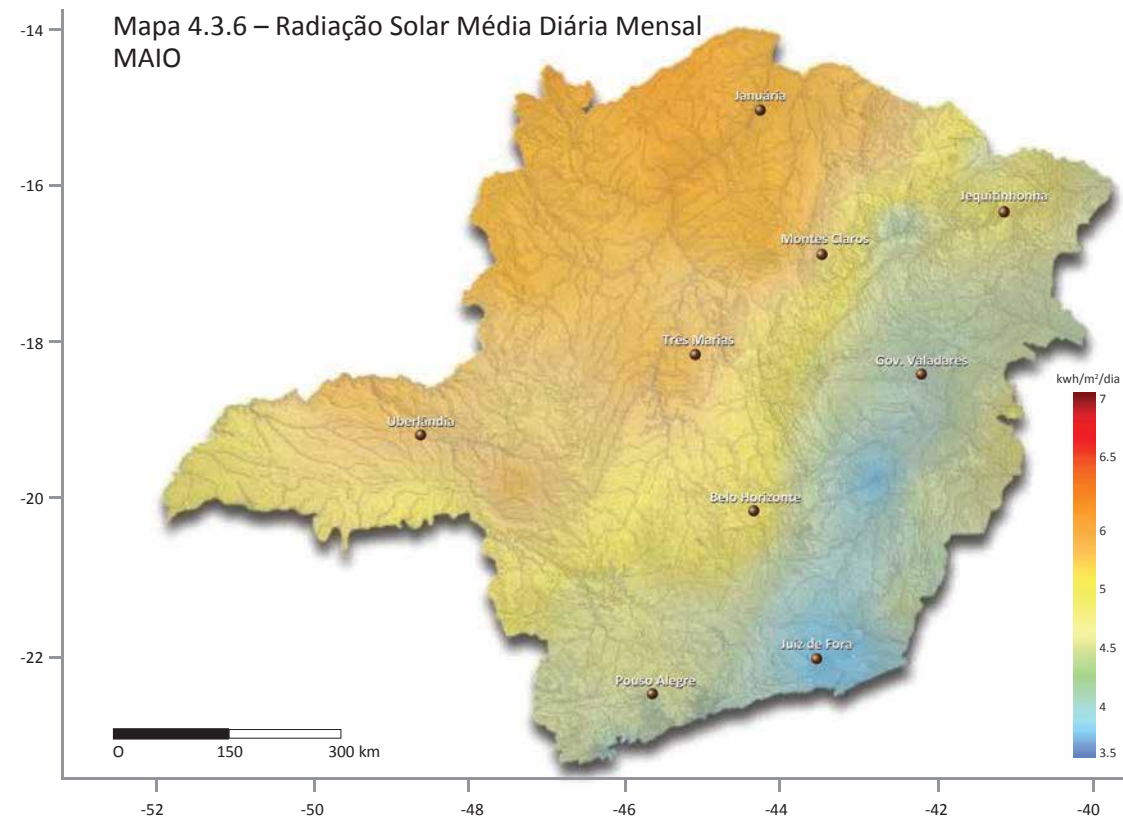 Mapa 4.3.6 – Radiação Solar Média Diária Mensal
MAIO
-14
-16
-18
-20
-22
Januária
Jequitinhonha
Montes Claros
Três Marias
Gov. Valadares
Uberlândia
Belo Horizonte
Juiz de Fora
Pouso Alegre
kwh/m²/dia
7
6.5
6
5
4.5
4
3.5
O 150 300 km
-52 -50 -48 -46 -44 -42 -40